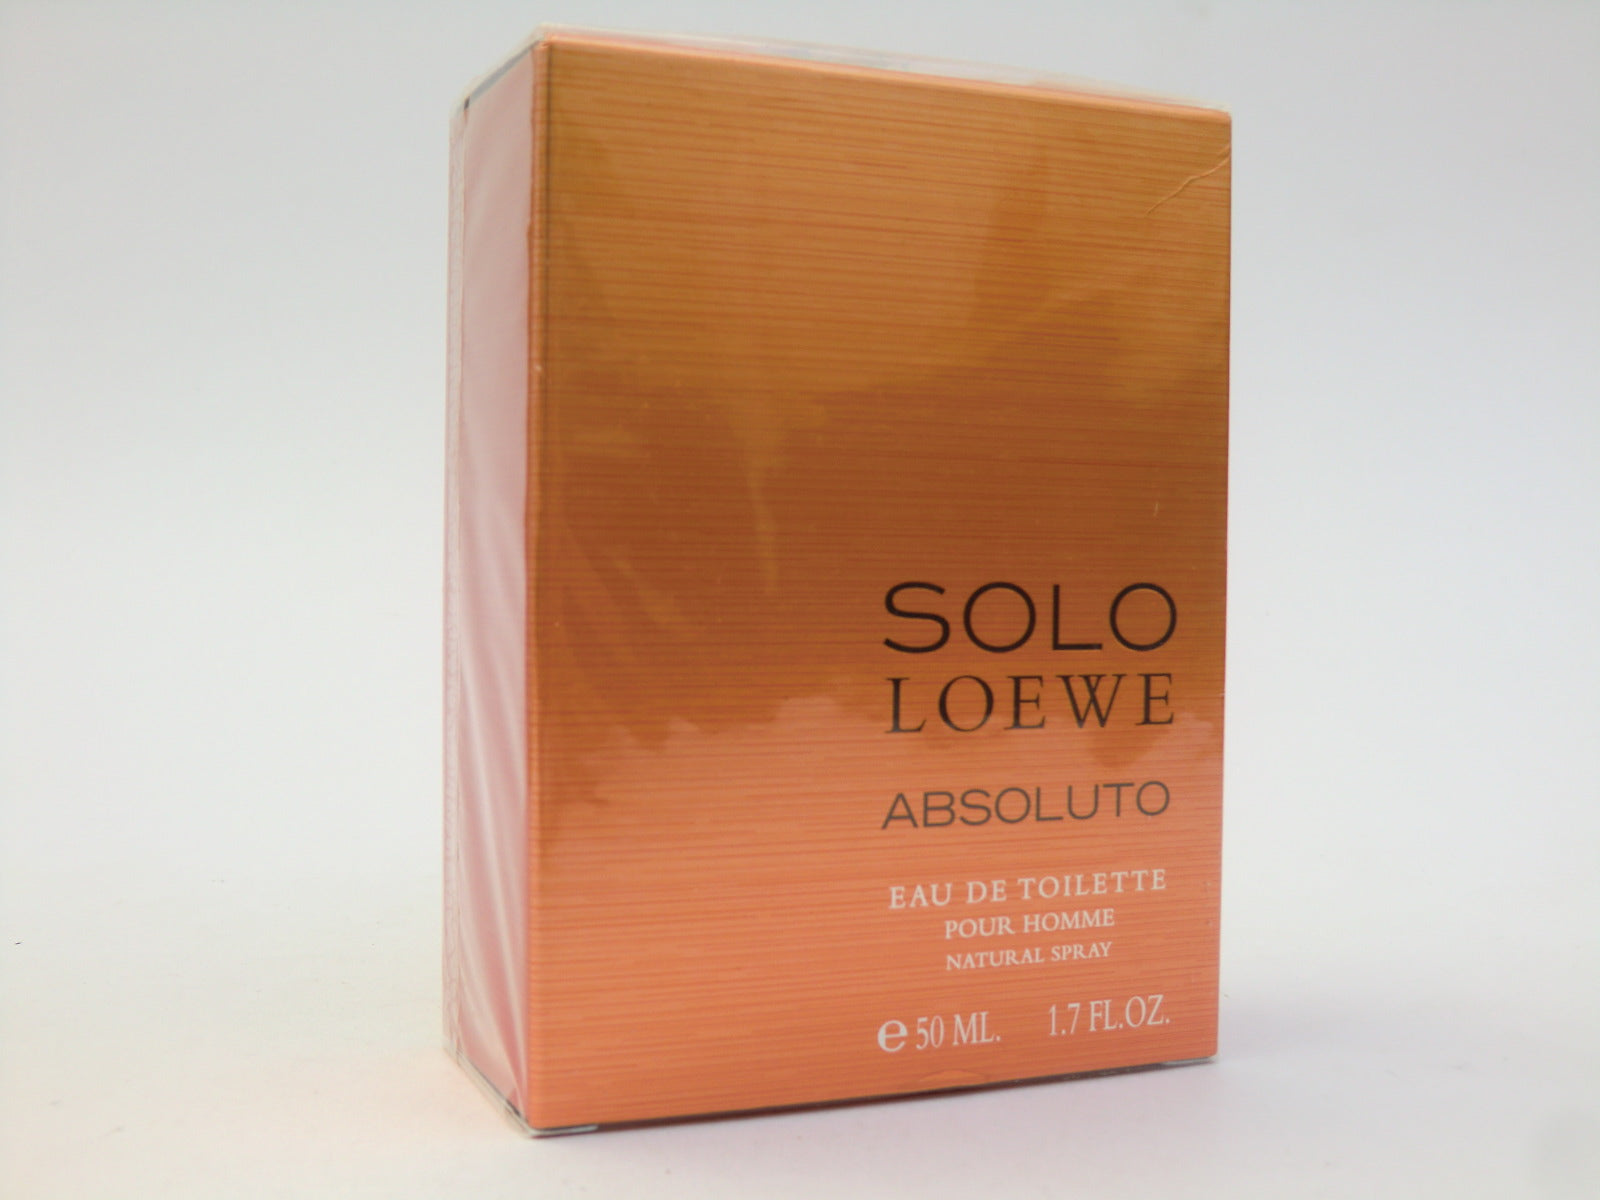 SOLO
LOEWE
ABSOLUTO
EAU DE TOILETTE
POUR HOMME
NATURAL SPRAY
℮ 50 ML. 1.7 FL.OZ.